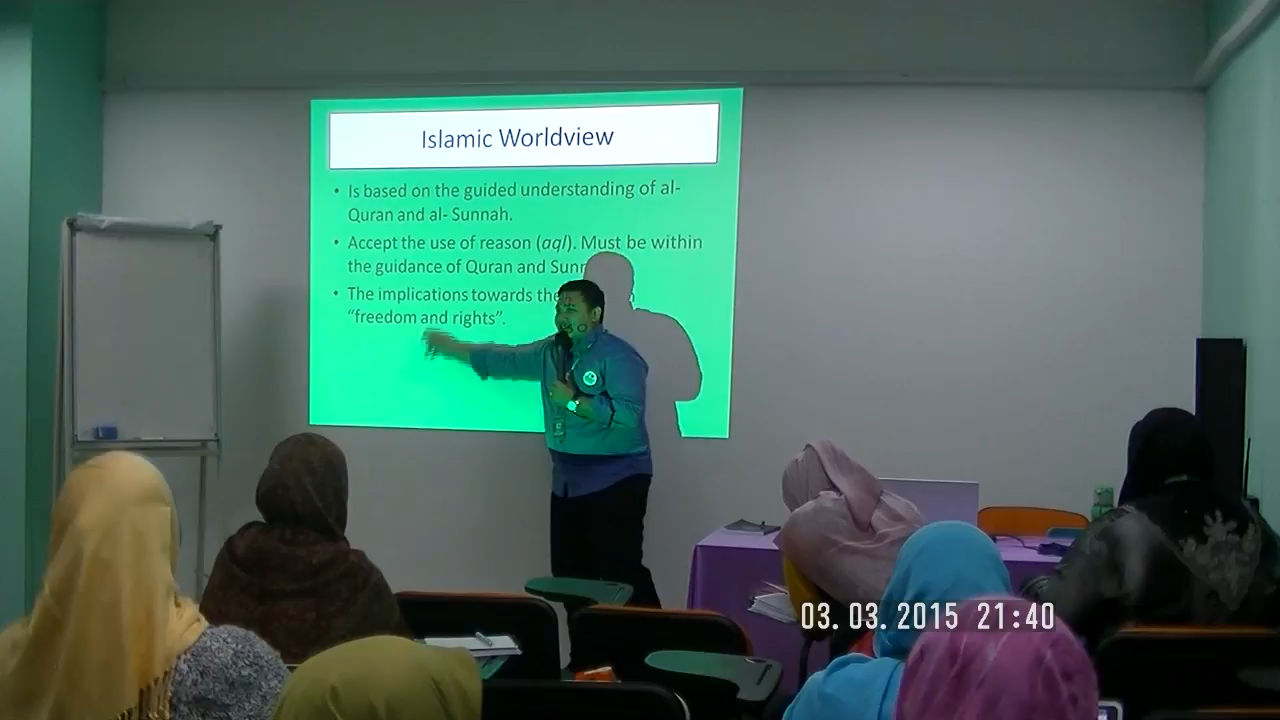 Islamic Worldview
• Is based on the guided understanding of al-
Quran and al- Sunnah.
• Accept the use of reason (aql). Must be within
the guidance of Quran and Sunn
• The implications towards the
“freedom and rights”.
03. 03. 2015 21:40